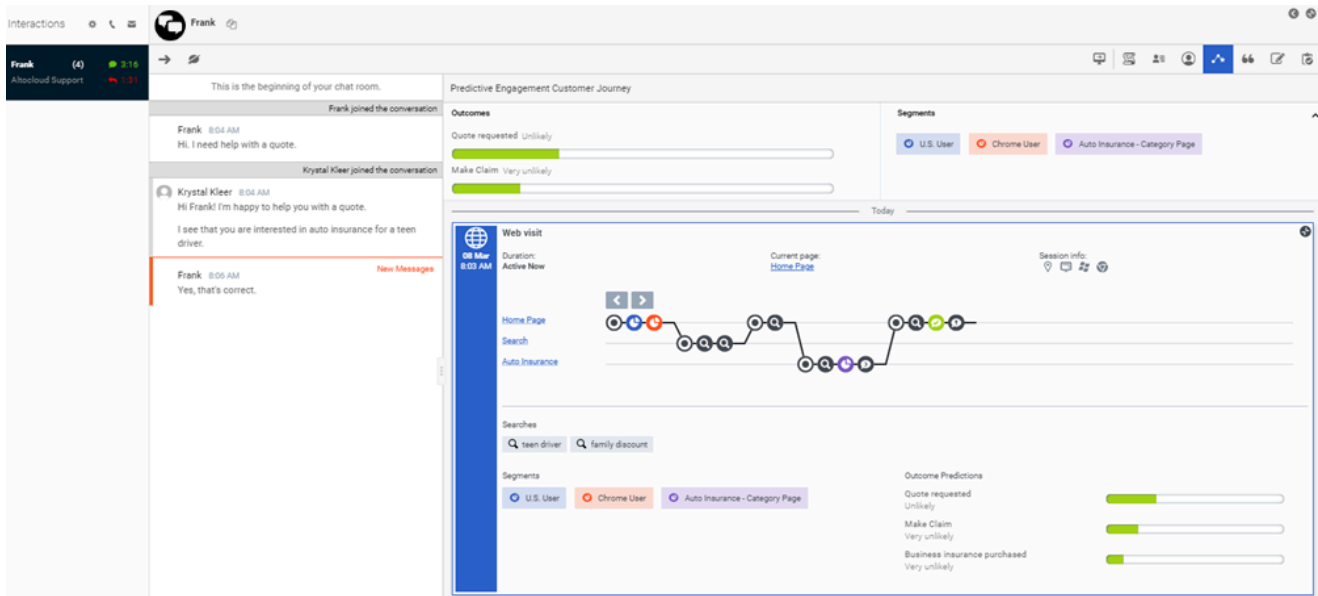 Interactions
Frank (4) 3:16
Altocloud Support 1:31
Frank
This is the beginning of your chat room.
Frank joined the conversation
Frank 8:04 AM
Hi. I need help with a quote.
Krystal Kleer joined the conversation
Krystal Kleer 8:04 AM
Hi Frank! I'm happy to help you with a quote.
I see that you are interested in auto insurance for a teen
driver.
New Messages
Frank 8:06 AM
Yes, that's correct.
Predictive Engagement Customer Journey
Outcomes
Quote requested Unlikely
Make Claim Very unlikely
Segments
U.S. User Chrome User Auto Insurance - Category Page
Today
08 Mar
8:03 AM
Web visit
Duration:
Active Now
Current page:
Home Page
Session info:
Home Page
Search
Auto Insurance
Searches
teen driver family discount
Segments
U.S. User Chrome User Auto Insurance - Category Page
Outcome Predictions
Quote requested
Unlikely
Make Claim
Very unlikely
Business insurance purchased
Very unlikely